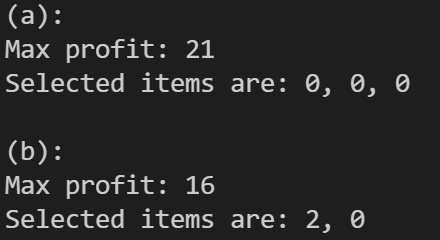 (a):
Max profit: 21
Selected items are: 0, 0, 0
(b):
Max profit: 16
Selected items are: 2, 0